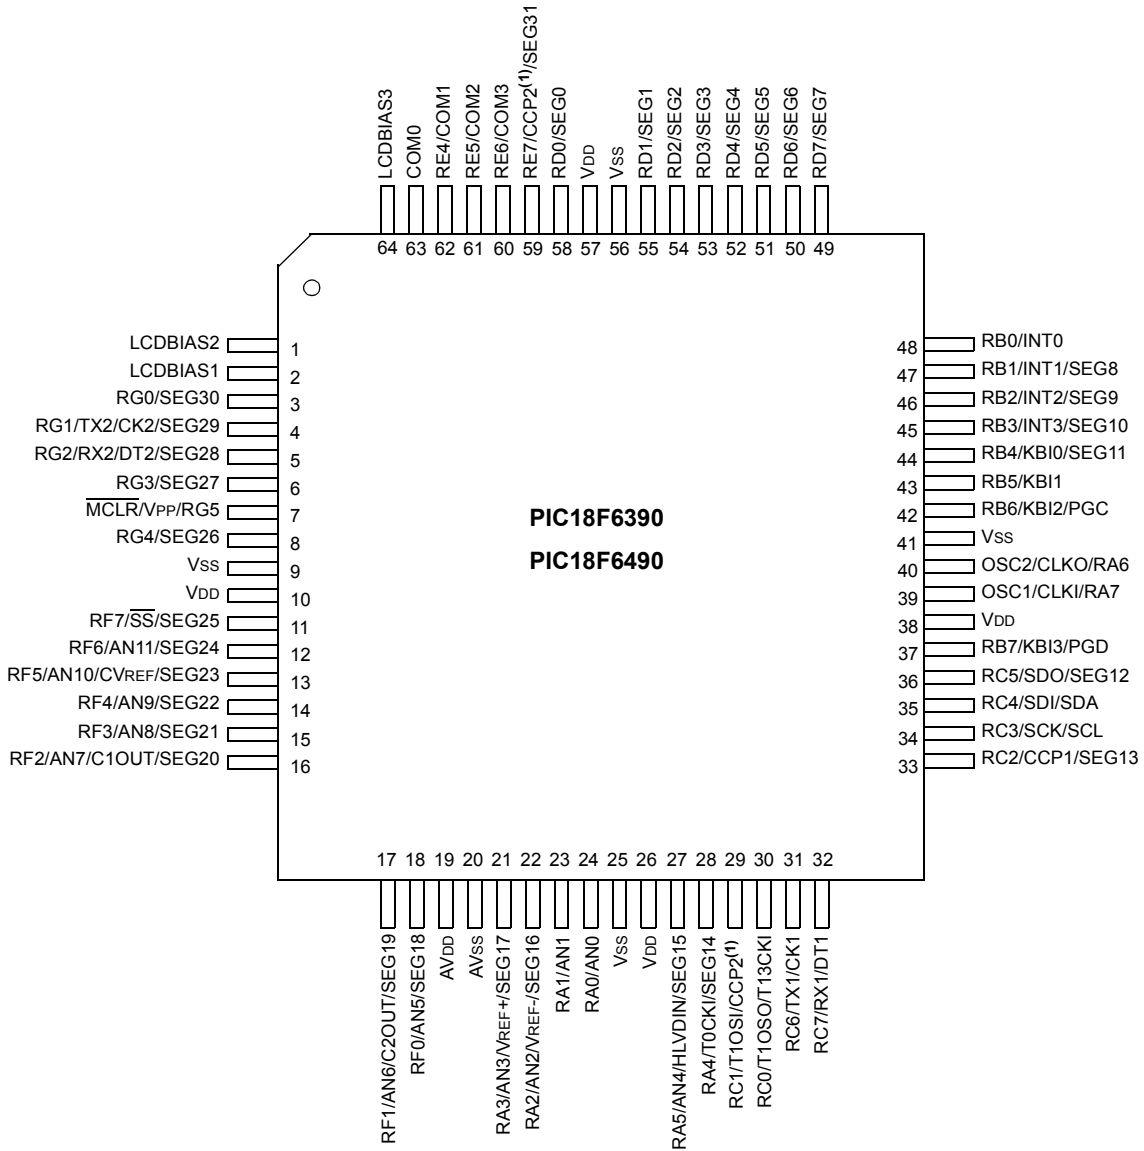 LCDBIAS3
COM0
RE4/COM1
RE5/COM2
RE6/COM3
RE7/CCP2(1)/SEG31
RD0/SEG0
VDD
VSS
RD1/SEG1
RD2/SEG2
RD3/SEG3
RD4/SEG4
RD5/SEG5
RD6/SEG6
RD7/SEG7
64 63 62 61 60 59 58 57 56 55 54 53 52 51 50 49
LCDBIAS2 1
LCDBIAS1 2
RG0/SEG30 3
RG1/TX2/CK2/SEG29 4
RG2/RX2/DT2/SEG28 5
RG3/SEG27 6
MCLR/VPP/RG5 7
RG4/SEG26 8
VSS 9
VDD 10
RF7/SS/SEG25 11
RF6/AN11/SEG24 12
RF5/AN10/CVREF/SEG23 13
RF4/AN9/SEG22 14
RF3/AN8/SEG21 15
RF2/AN7/C1OUT/SEG20 16
PIC18F6390
PIC18F6490
48 RB0/INT0
47 RB1/INT1/SEG8
46 RB2/INT2/SEG9
45 RB3/INT3/SEG10
44 RB4/KBI0/SEG11
43 RB5/KBI1
42 RB6/KBI2/PGC
41 VSS
40 OSC2/CLKO/RA6
39 OSC1/CLKI/RA7
38 VDD
37 RB7/KBI3/PGD
36 RC5/SDO/SEG12
35 RC4/SDI/SDA
34 RC3/SCK/SCL
33 RC2/CCP1/SEG13
17 18 19 20 21 22 23 24 25 26 27 28 29 30 31 32
RF1/AN6/C2OUT/SEG19
RF0/AN5/SEG18
AVDD
AVSS
RA3/AN3/VREF+/SEG17
RA2/AN2/VREF-/SEG16
RA1/AN1
RA0/AN0
VSS
VDD
RA5/AN4/HLVDIN/SEG15
RA4/T0CKI/SEG14
RC1/T1OSI/CCP2(1)
RC0/T1OSO/T13CKI
RC6/TX1/CK1
RC7/RX1/DT1